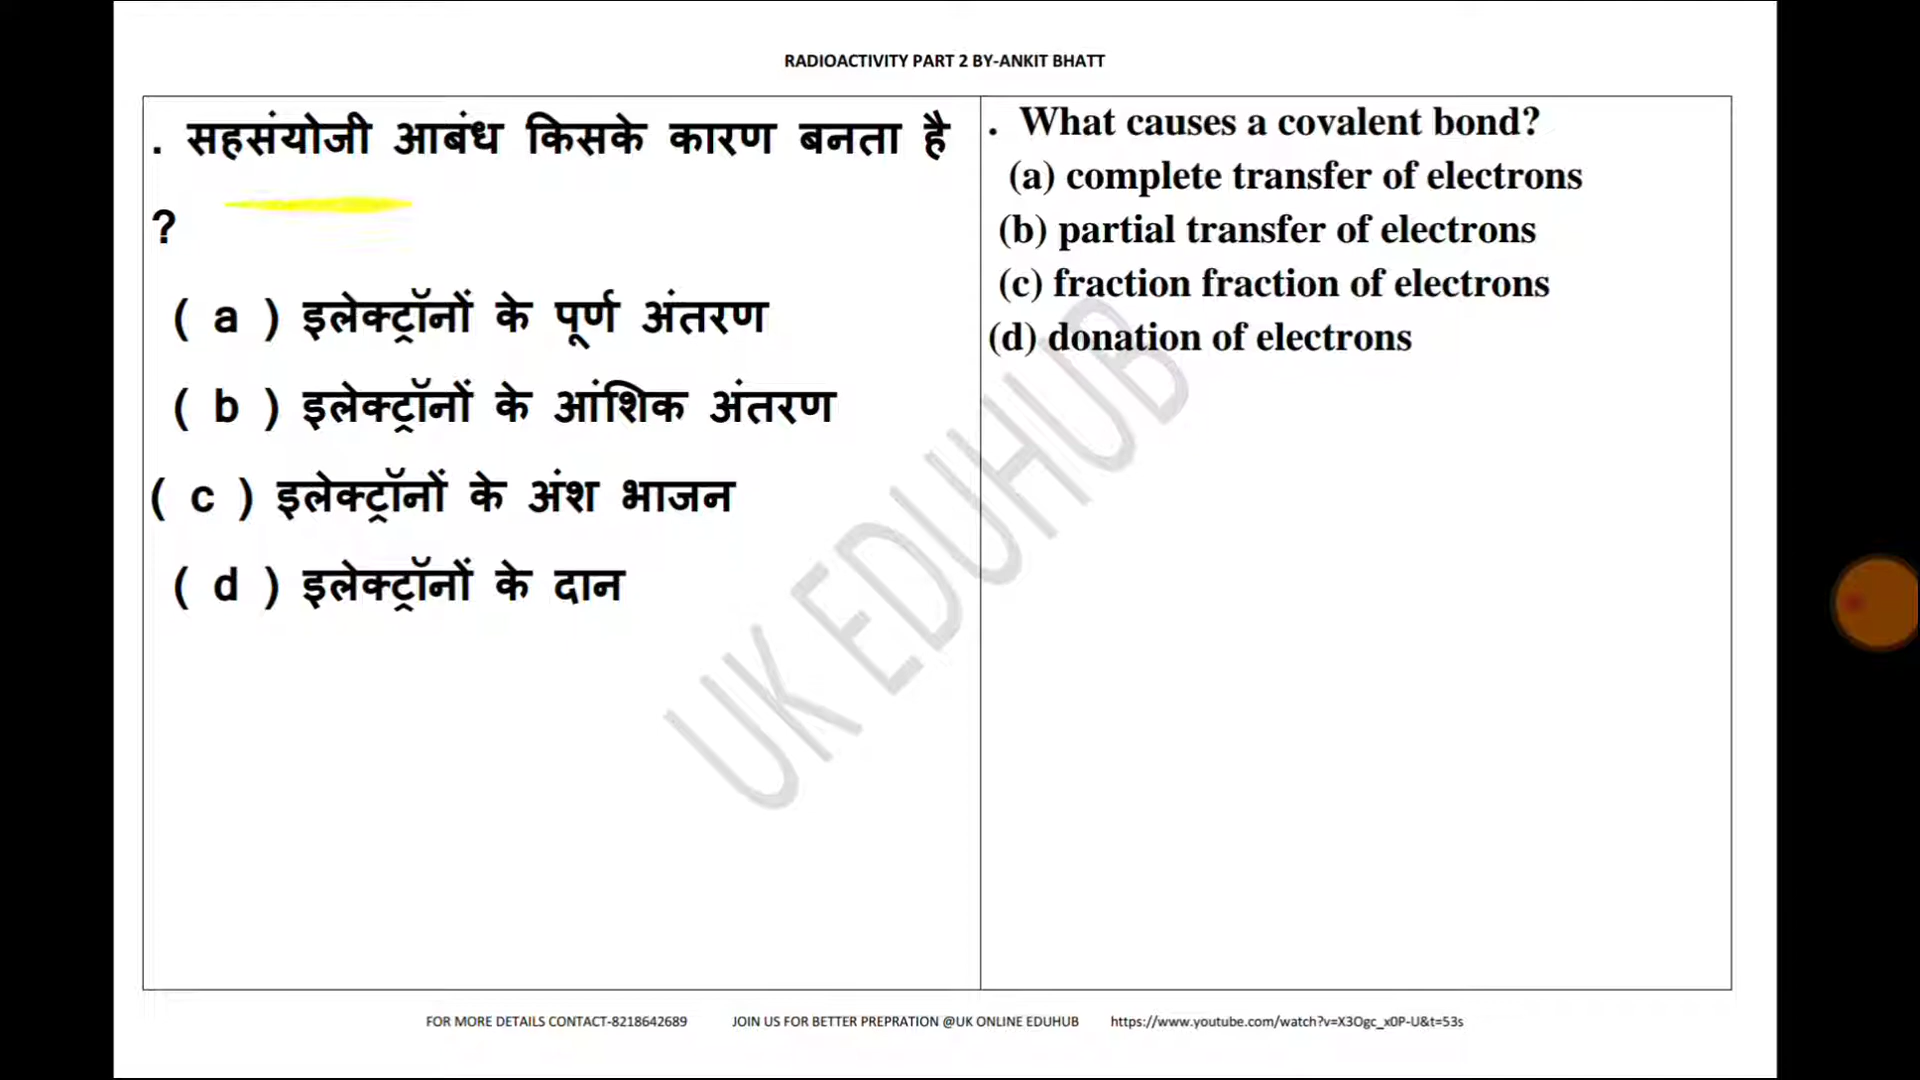 RADIOACTIVITY PART 2 BY-ANKIT BHATT
. सहसंयोजी आबंध किसके कारण बनता है
?
( a ) इलेक्ट्रॉनों के पूर्ण अंतरण
( b ) इलेक्ट्रॉनों के आंशिक अंतरण
( c ) इलेक्ट्रॉनों के अंश भाजन
( d ) इलेक्ट्रॉनों के दान
. What causes a covalent bond?
(a) complete transfer of electrons
(b) partial transfer of electrons
(c) fraction fraction of electrons
(d) donation of electrons
UK EDUHUB
FOR MORE DETAILS CONTACT-8218642689 JOIN US FOR BETTER PREPRATION @UK ONLINE EDUHUB https://www.youtube.com/watch?v=X3Ogc_x0P-U&t=53s